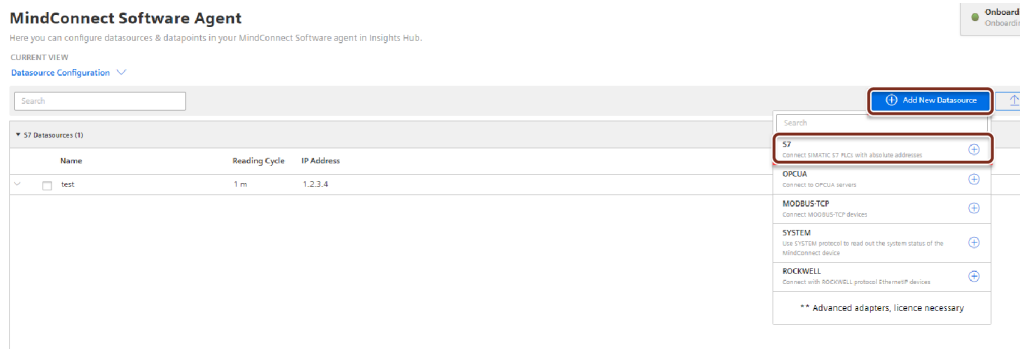 MindConnect Software Agent
Onboardi
Onboardin
Here you can configure datasources & datapoints in your MindConnect Software agent in Insights Hub.
CURRENT VIEW
Datasource Configuration
Search
Add New Datasource
Search
S7 Datasources (1)
S7
Connect SIMATIC S7 PLCs with absolute addresses
Name Reading Cycle IP Address
OPCUA
Connect to OPCUA servers
test 1 m 1.2.3.4
MODBUS-TCP
Connect MODBUS-TCP devices
SYSTEM
Use SYSTEM protocol to read out the system status of the
MindConnect device
ROCKWELL
Connect with ROCKWELL protocol EthernetIP devices
** Advanced adapters, licence necessary